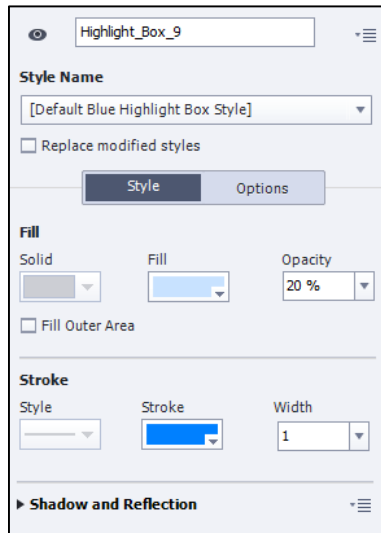 Highlight_Box_9
Style Name
[Default Blue Highlight Box Style]
Replace modified styles
Style Options
Fill
Solid Fill Opacity
20 %
Fill Outer Area
Stroke
Style Stroke Width
1
Shadow and Reflection